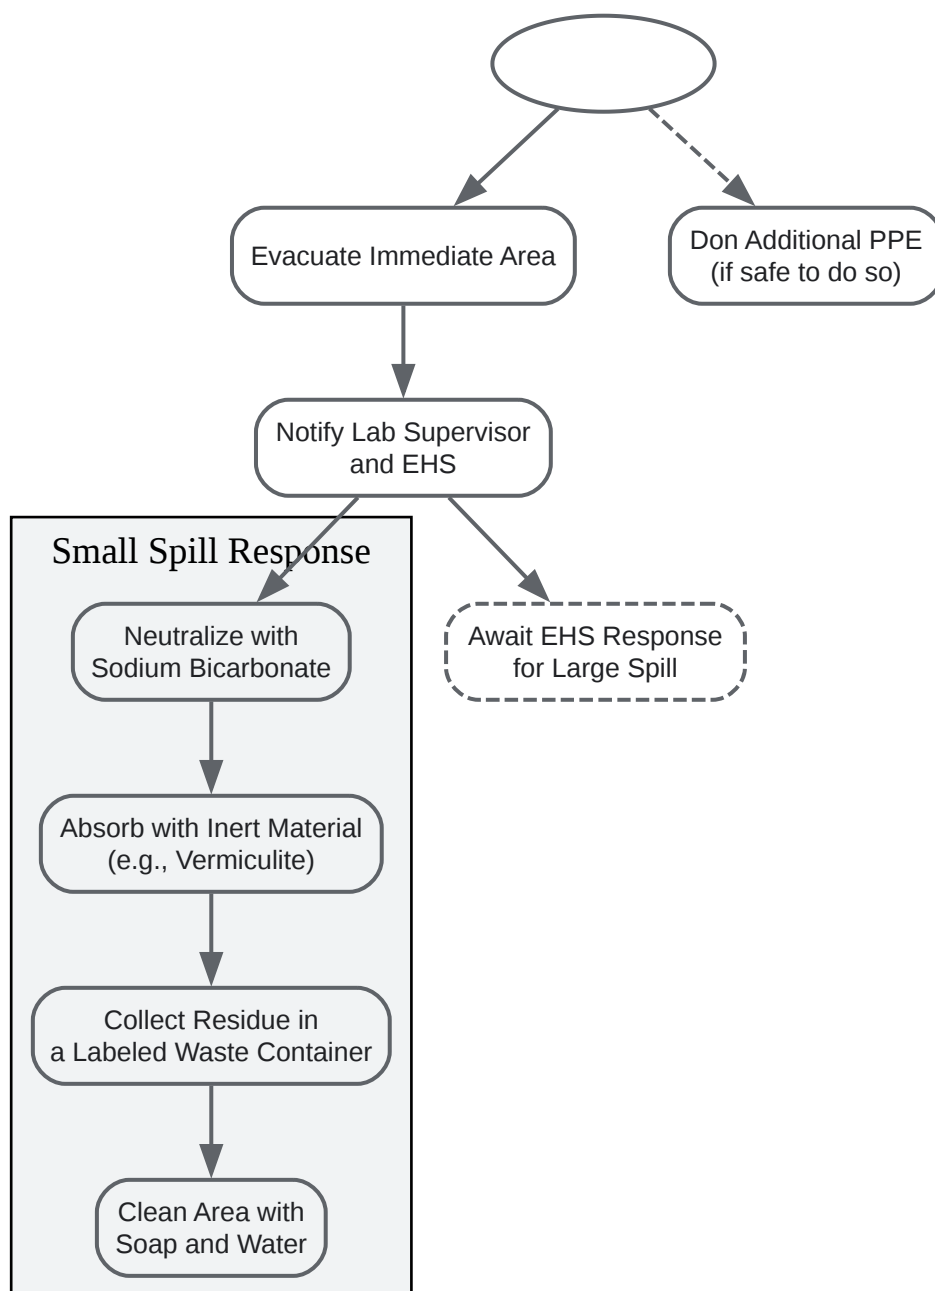 Evacuate Immediate Area
Don Additional PPE
(if safe to do so)
Notify Lab Supervisor
and EHS
Small Spill Response
Neutralize with
Sodium Bicarbonate
Await EHS Response
for Large Spill
Absorb with Inert Material
(e.g., Vermiculite)
Collect Residue in
a Labeled Waste Container
Clean Area with
Soap and Water